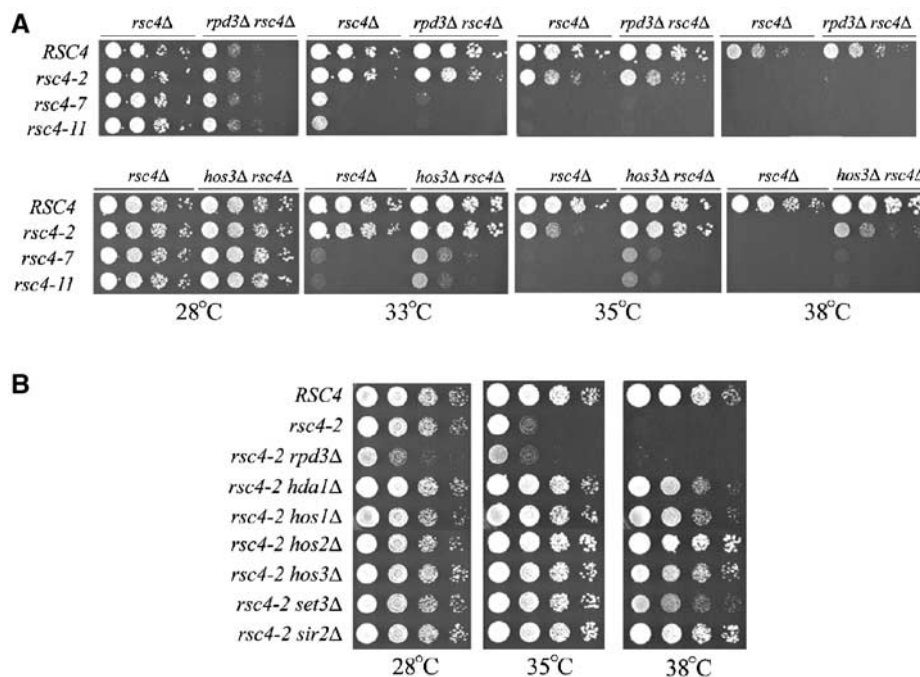 A
rsc4Δ rpd3Δ rsc4Δ rsc4Δ rpd3Δ rsc4Δ rsc4Δ rpd3Δ rsc4Δ rsc4Δ rpd3Δ rsc4Δ
RSC4
rsc4-2
rsc4-7
rsc4-11
rsc4Δ hos3Δ rsc4Δ rsc4Δ hos3Δ rsc4Δ rsc4Δ hos3Δ rsc4Δ rsc4Δ hos3Δ rsc4Δ
RSC4
rsc4-2
rsc4-7
rsc4-11
28°C 33°C 35°C 38°C
B
RSC4
rsc4-2
rsc4-2 rpd3Δ
rsc4-2 hda1Δ
rsc4-2 hos1Δ
rsc4-2 hos2Δ
rsc4-2 hos3Δ
rsc4-2 set3Δ
rsc4-2 sir2Δ
28°C 35°C 38°C